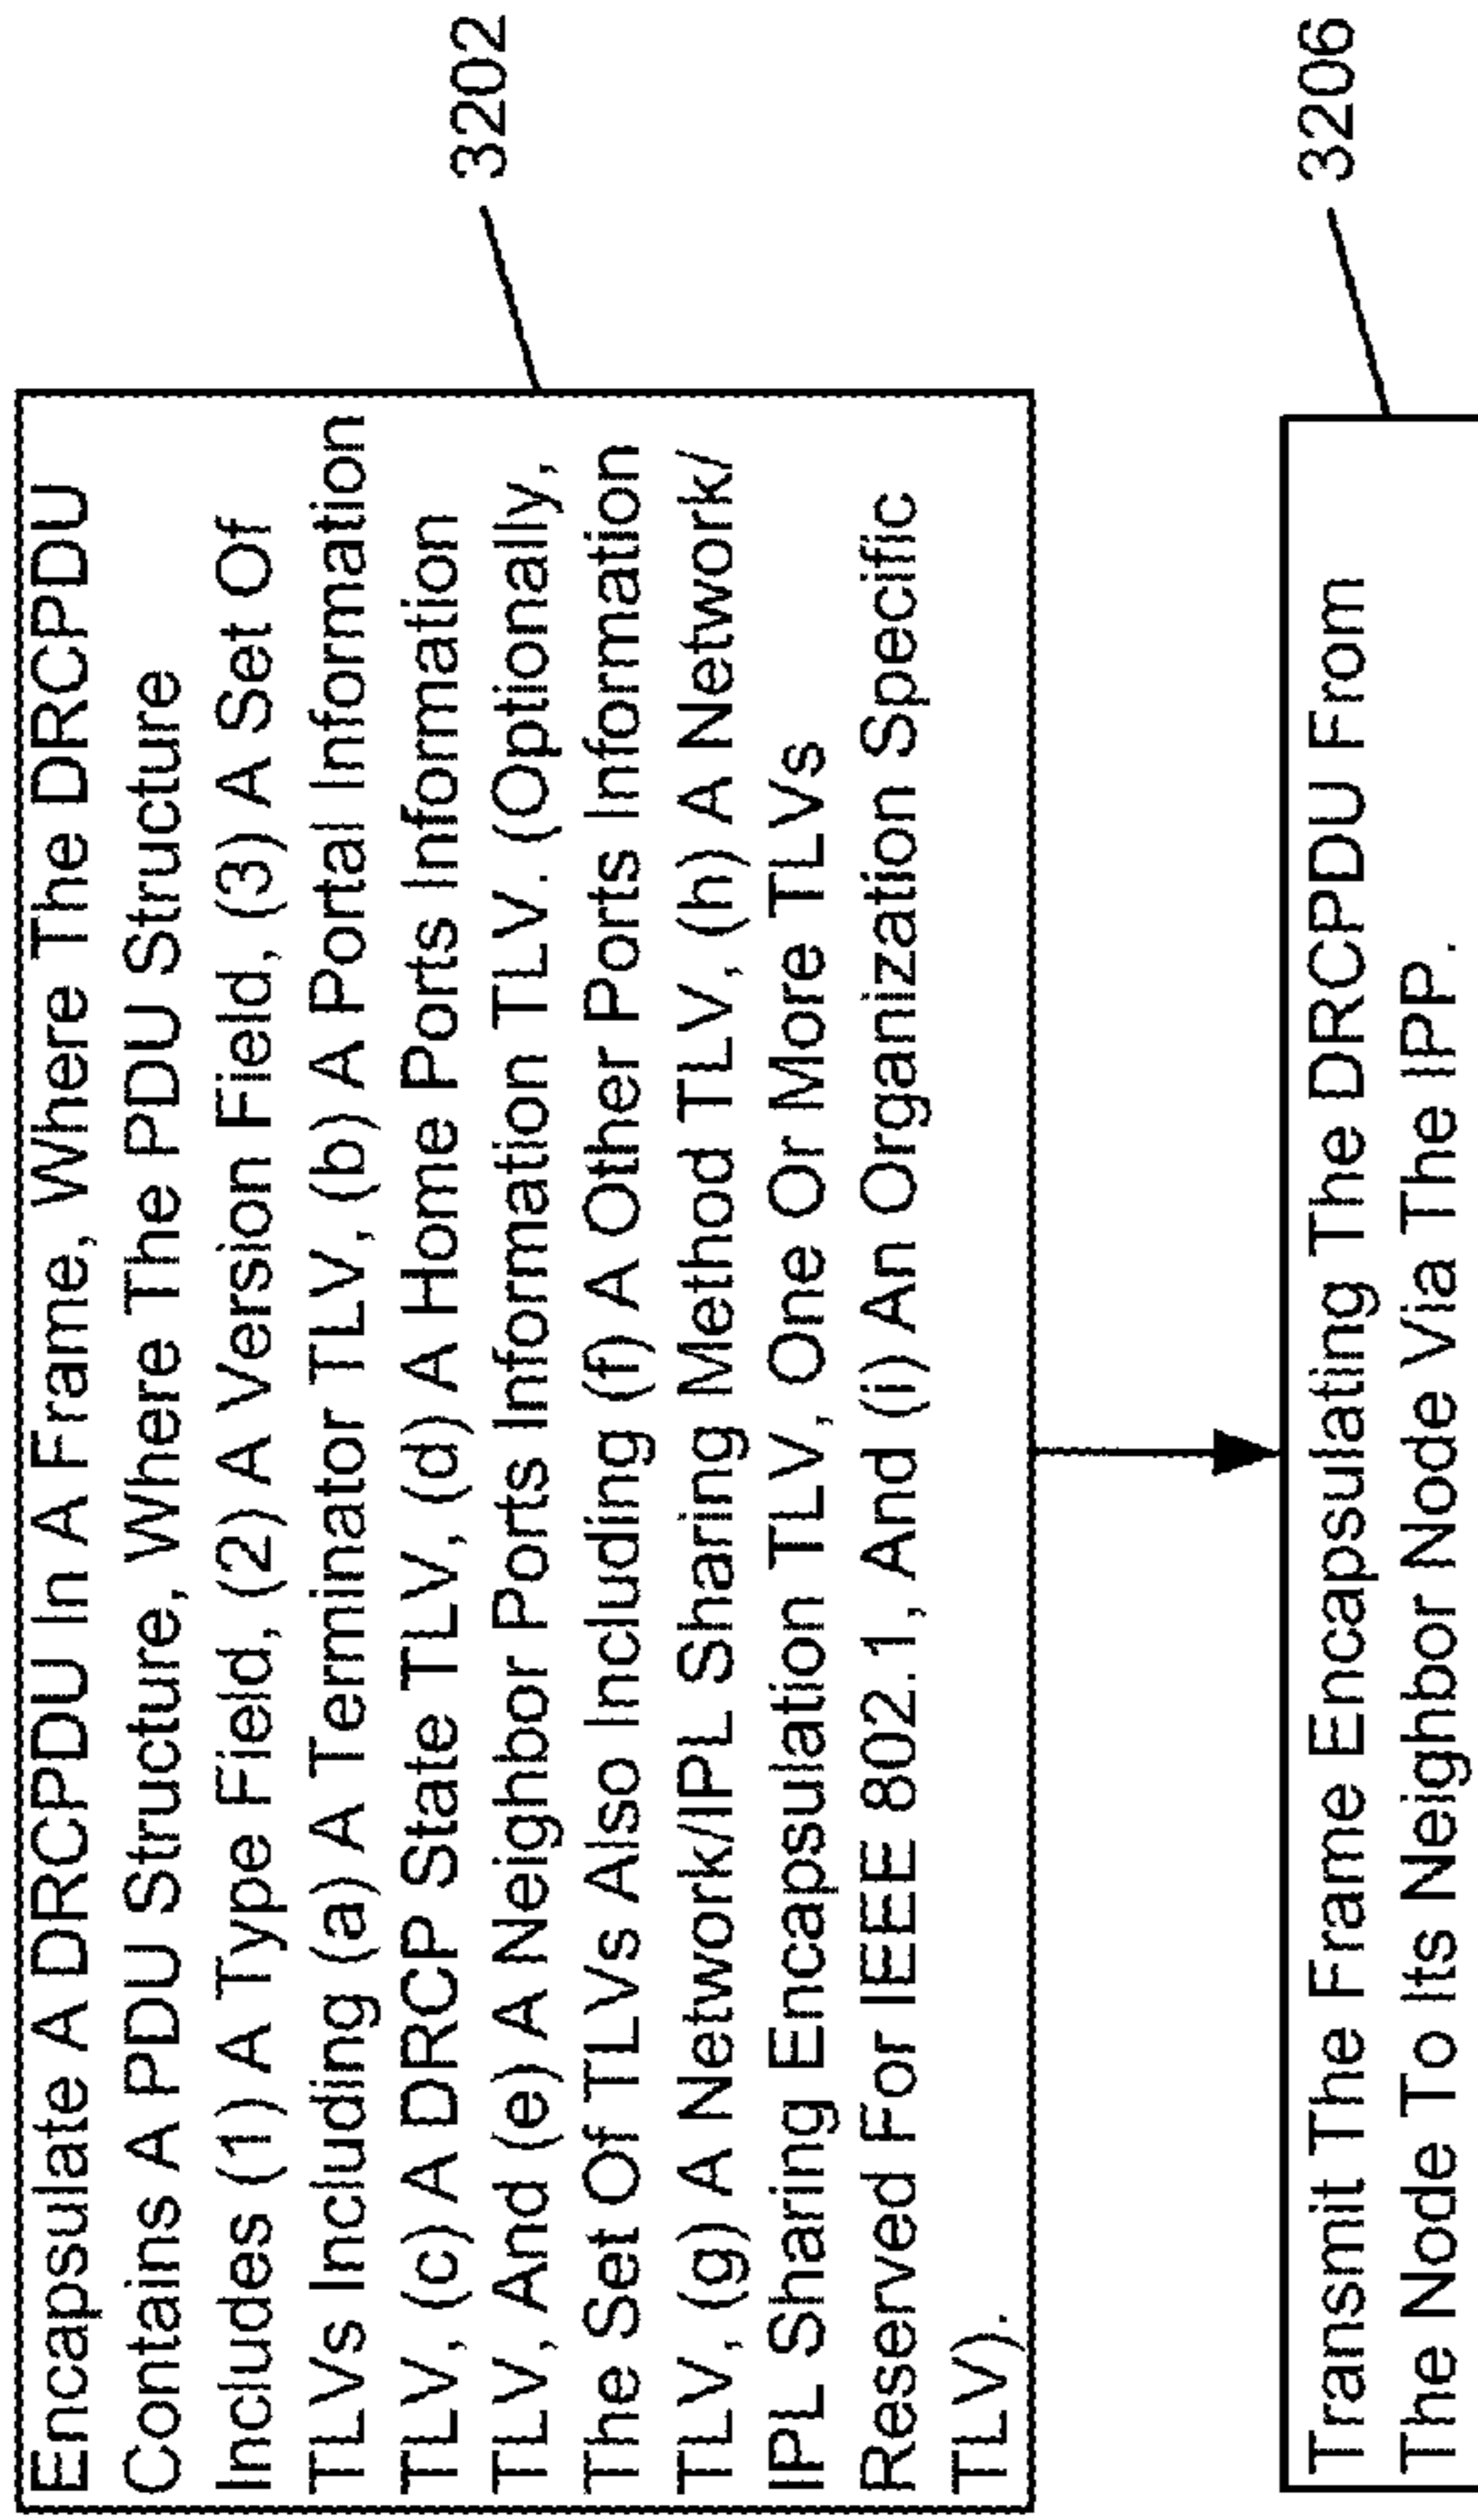 Encapsulate A DRCPDU In A Frame, Where The DRCPDU
Contains A PDU Structure, Where The PDU Structure
Includes (1) A Type Field, (2) A Version Field, (3) A Set Of
TLVs Including (a) A Terminator TLV, (b) A Portal Information
TLV, (c) A DRCP State TLV, (d) A Home Ports Information
TLV, And (e) A Neighbor Ports Information TLV. (Optionally,
The Set Of TLVs Also Including (f) A Other Ports Information
TLV, (g) A Network/IPL Sharing Method TLV, (h) A Network/
IPL Sharing Encapsulation TLV, One Or More TLVs
Reserved For IEEE 802.1, And (i) An Organization Specific
TLV).
3202
Transmit The Frame Encapsulating The DRCPDU From
The Node To Its Neighbor Node Via The IPP.
3206